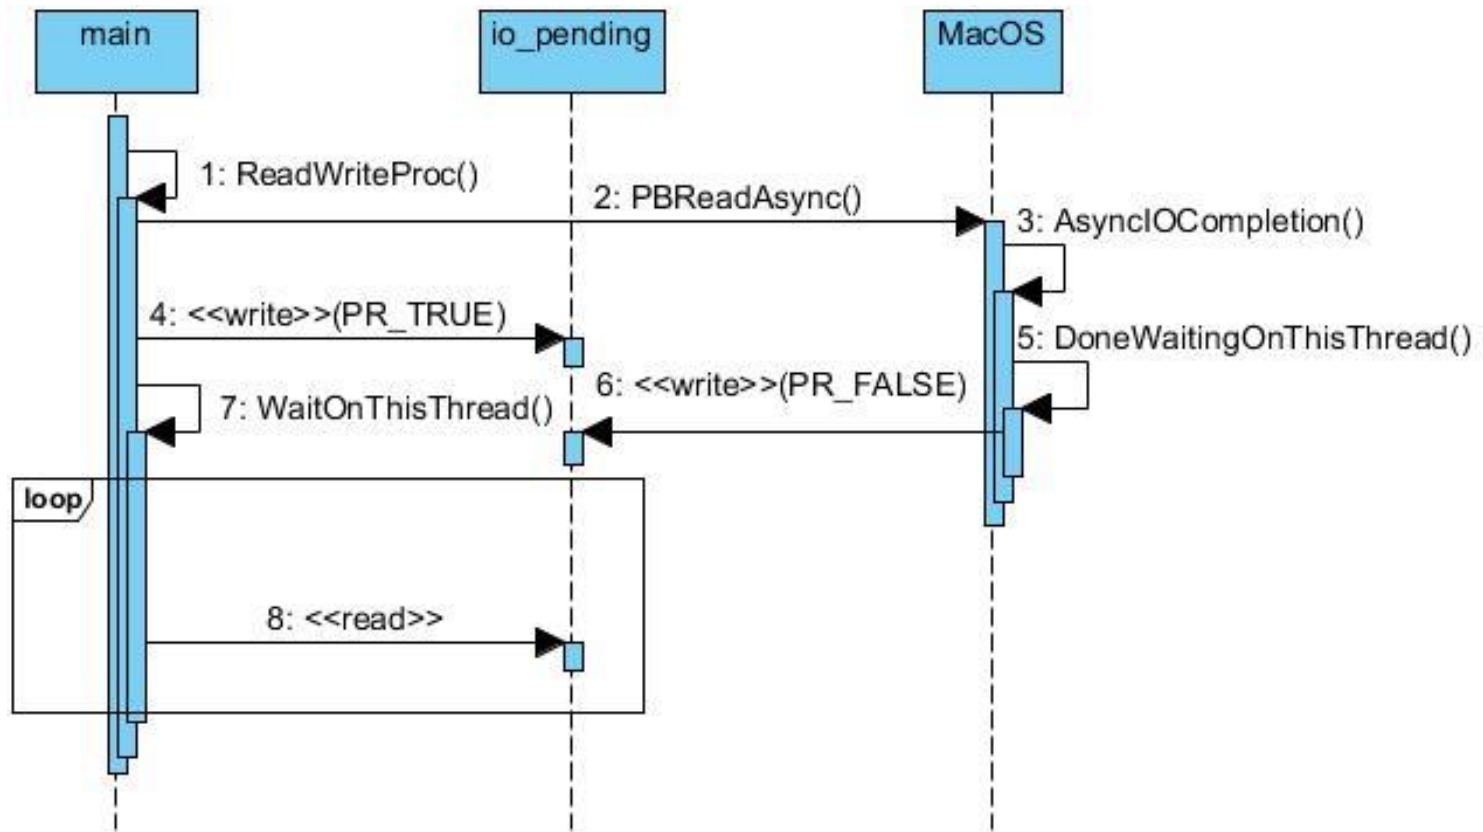 main
io_pending
MacOS
1: ReadWriteProc()
2: PBReadAsync()
3: AsyncIOCompletion()
4: <<write>>(PR_TRUE)
5: DoneWaitingOnThisThread()
6: <<write>>(PR_FALSE)
7: WaitOnThisThread()
loop
8: <<read>>